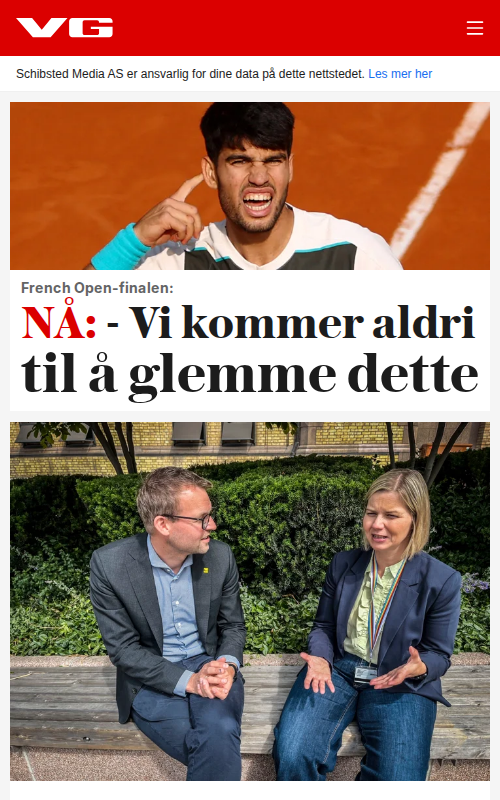 VG
Schibsted Media AS er ansvarlig for dine data på dette nettstedet. Les mer her
French Open-finalen:
NÅ: - Vi kommer aldri
til å glemme dette